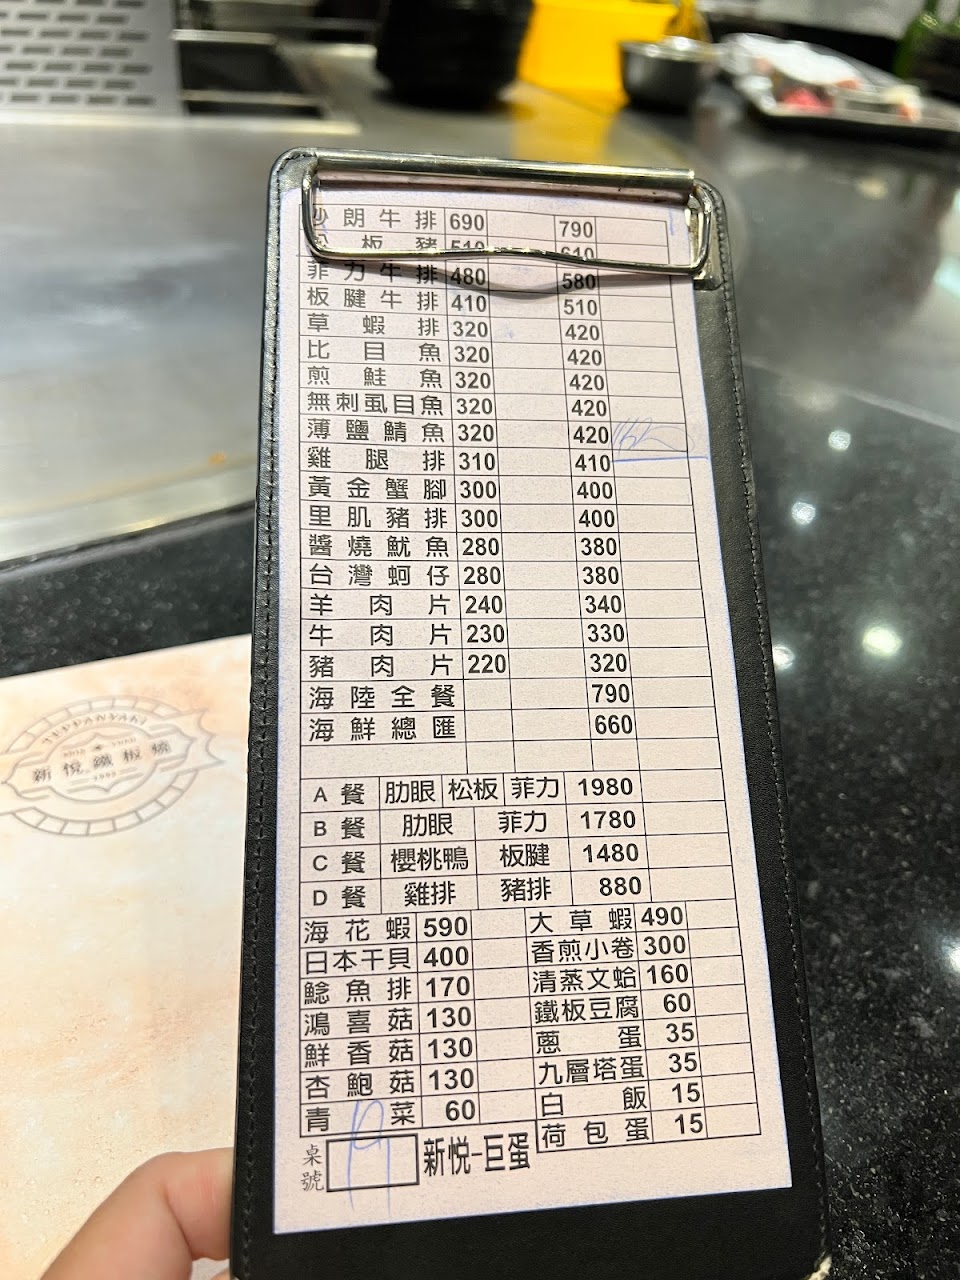 沙朗牛排 690 790
板豬 510 610
菲力牛排 480 580
板腱牛排 410 510
草蝦排 320 420
比目魚 320 420
煎鮭魚 320 420
無刺虱目魚 320 420
薄鹽鯖魚 320 420
雞腿排 310 410
黃金蟹腳 300 400
里肌豬排 300 400
醬燒魷魚 280 380
台灣蚵仔 280 380
羊肉片 240 340
牛肉片 230 330
豬肉片 220 320
海陸全餐 790
海鮮總匯 660
A餐 肋眼 松板 菲力 1980
B餐 肋眼 菲力 1780
C餐 櫻桃鴨 板腱 1480
D餐 雞排 豬排 880
海花蝦 590 大草蝦 490
日本干貝 400 香煎小卷 300
鯰魚排 170 清蒸文蛤 160
鴻喜菇 130 鐵板豆腐 60
鮮香菇 130 蔥蛋 35
杏鮑菇 130 九層塔蛋 35
青菜 60 白飯 15
荷包蛋 15
桌號 19 新悅-巨蛋
TEPPANYAKI
新悅鐵板燒